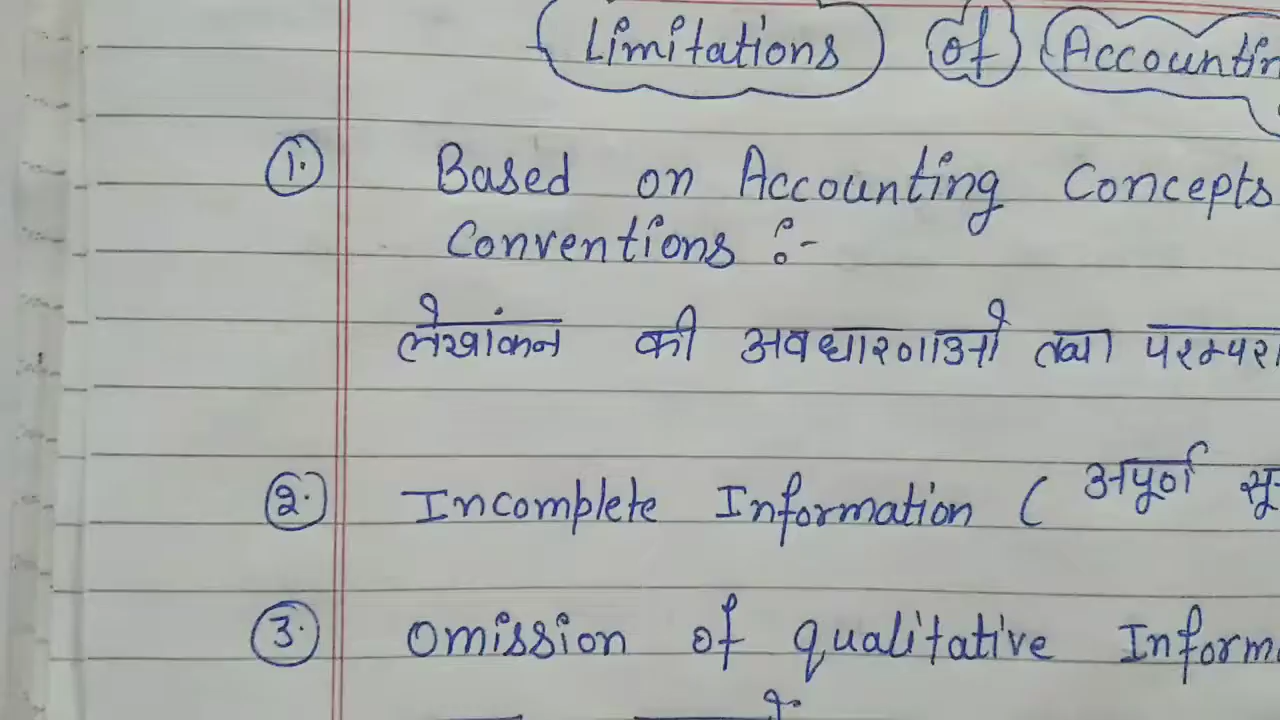 Limitations of Accountin
1. Based on Accounting Concepts
Conventions :-
लेखांकन की अवधारणाओ तथा परम्परा
2. Incomplete Information ( अपूर्ण सू
3. Omission of qualitative Inform